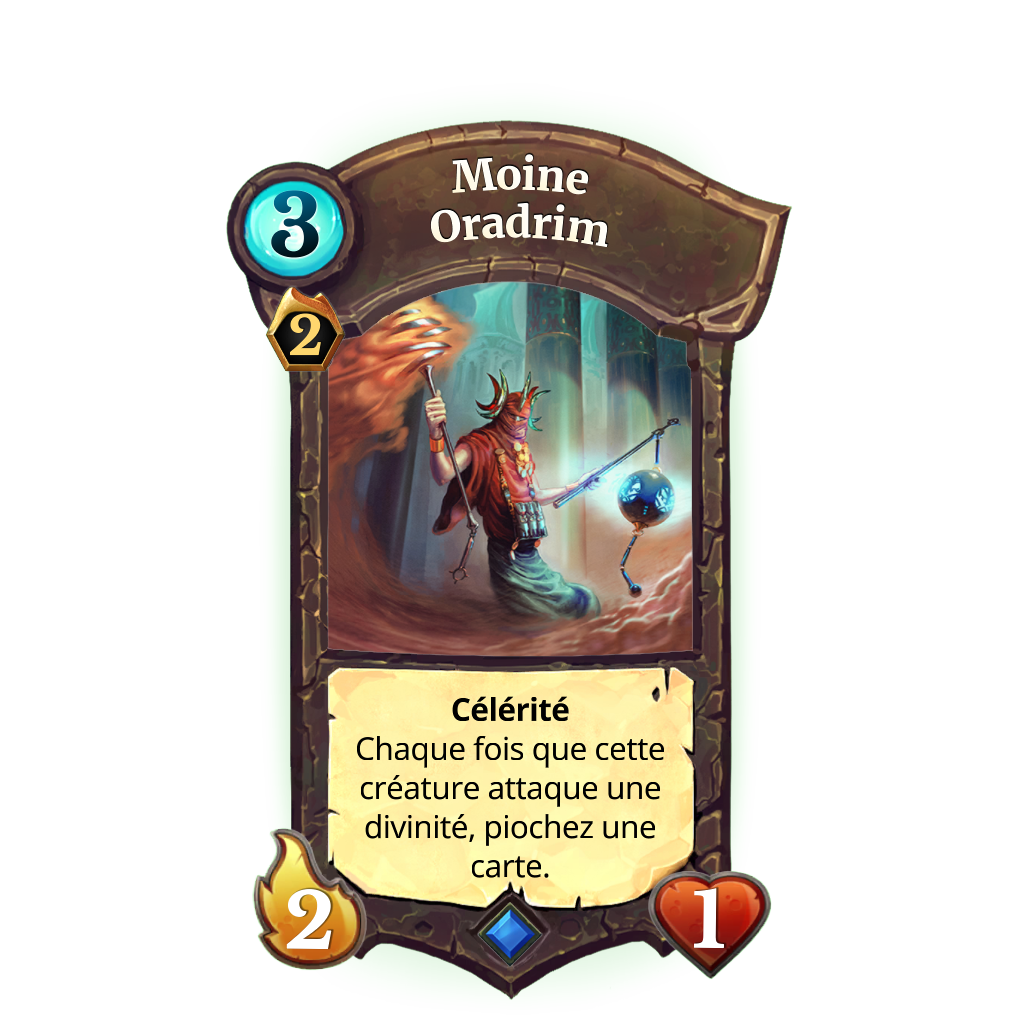 Moine
Oradrim
3
2
Célérité
Chaque fois que cette
créature attaque une
divinité, piochez une
carte.
2
1